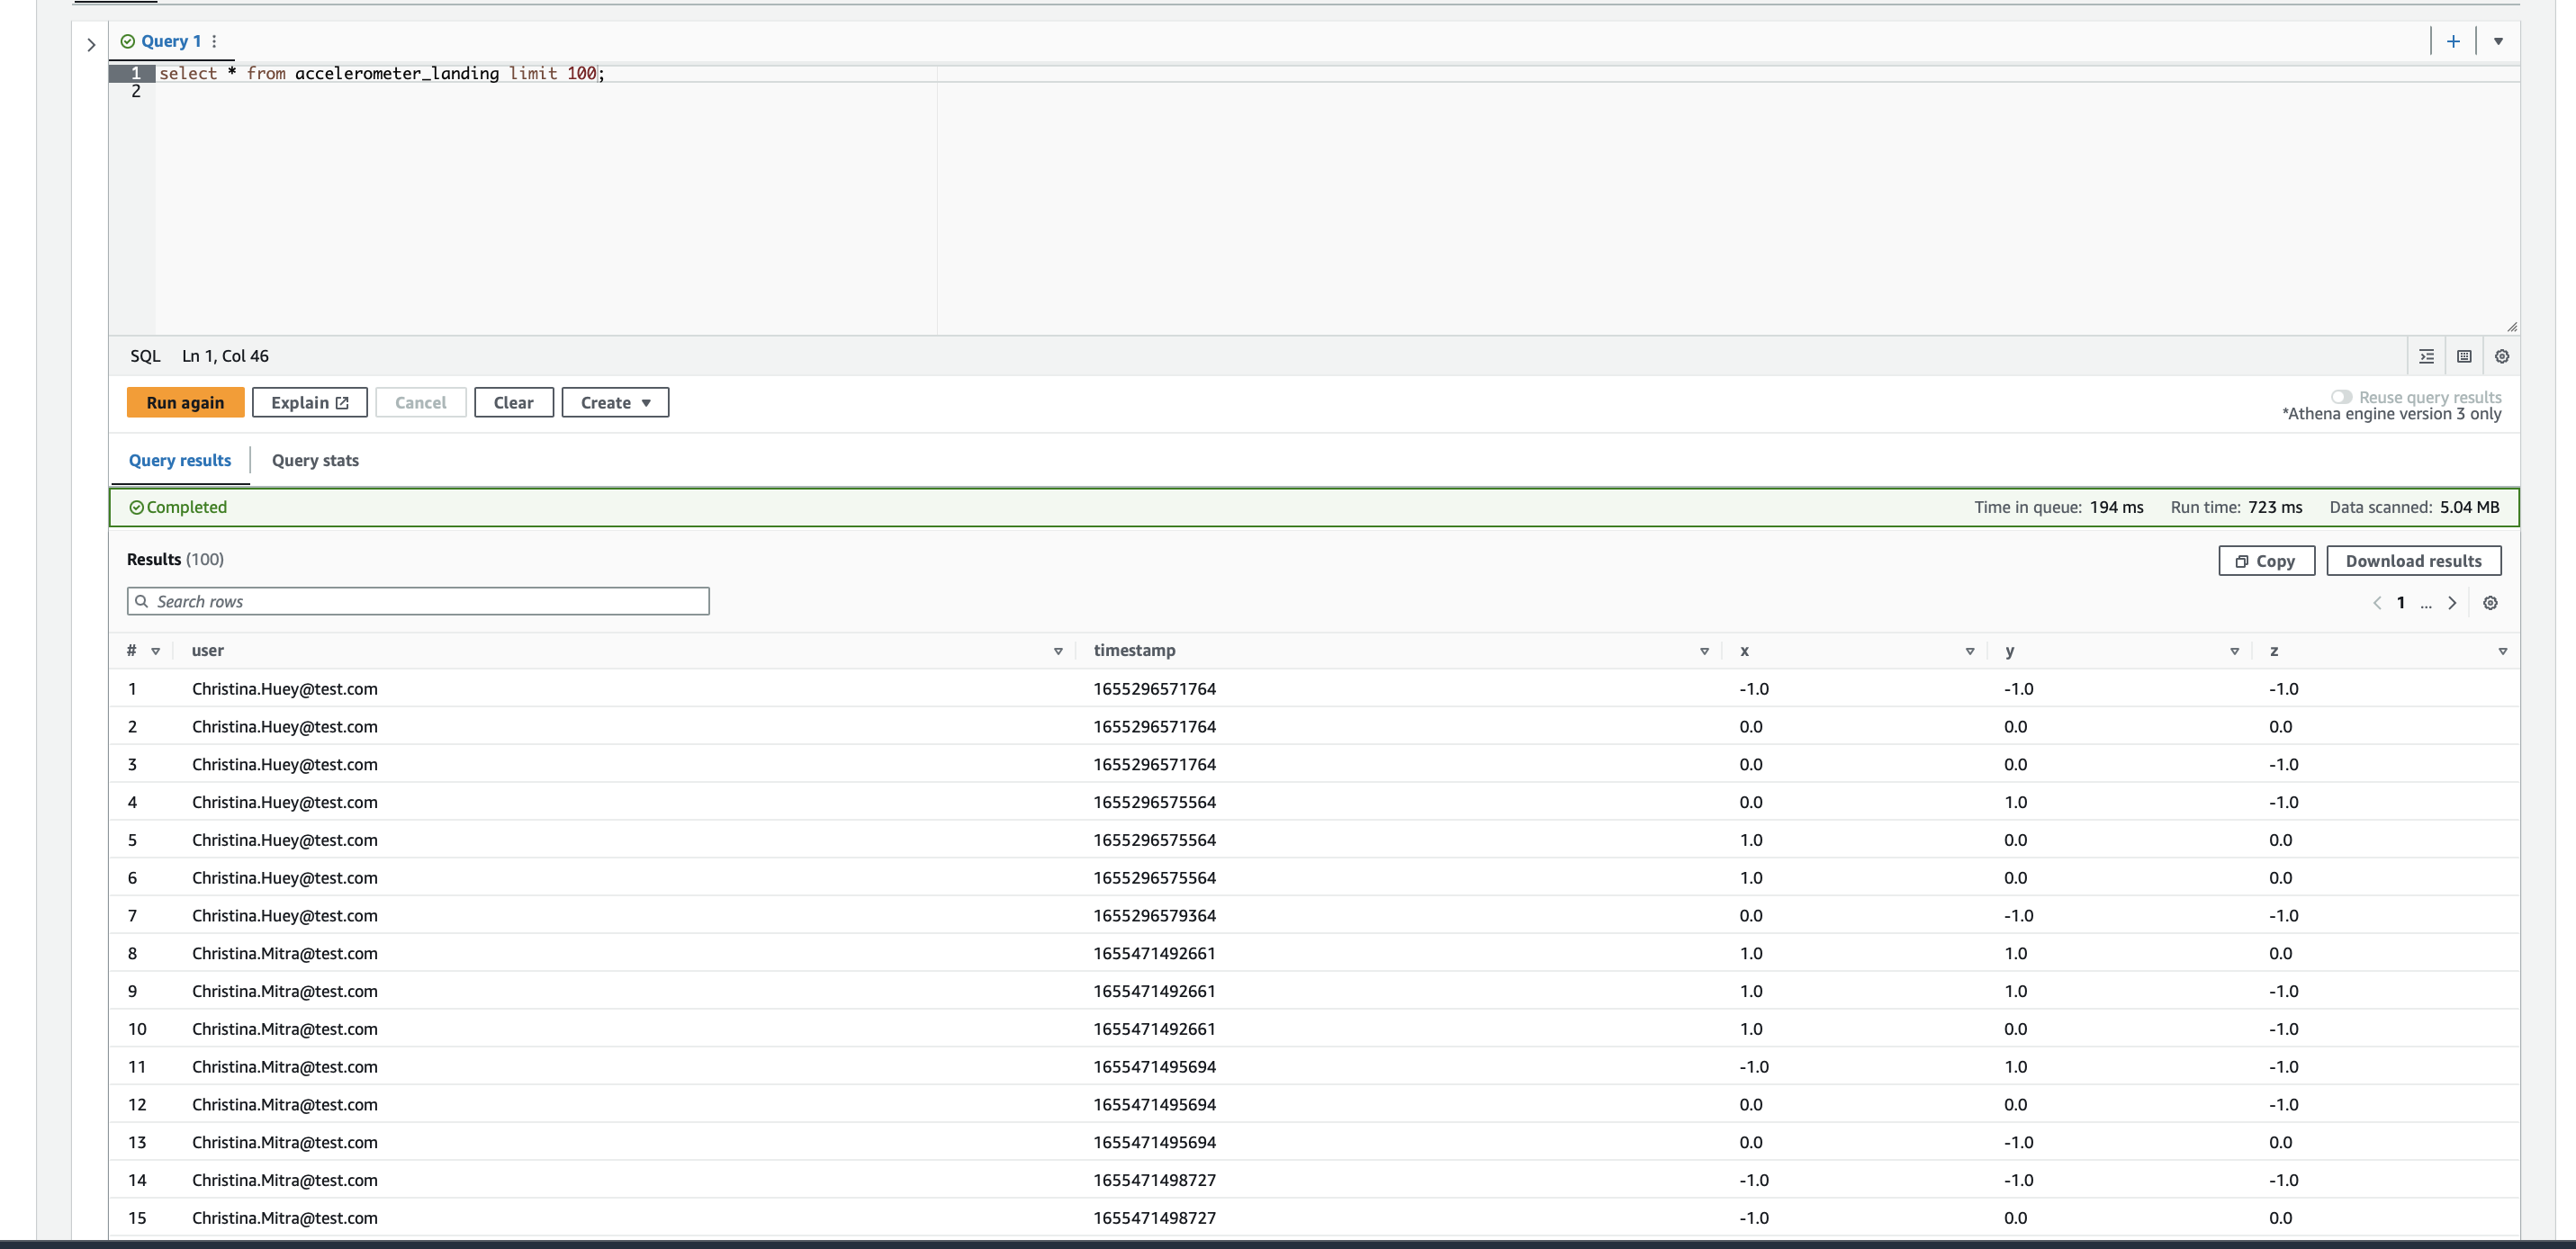 Query 1
1 select * from accelerometer_landing limit 100;
2
SQL Ln 1, Col 46
Run again Explain Cancel Clear Create
Reuse query results
*Athena engine version 3 only
Query results Query stats
Completed Time in queue: 194 ms Run time: 723 ms Data scanned: 5.04 MB
Results (100) Copy Download results
Search rows 1 ...
# user timestamp x y z
1 Christina.Huey@test.com 1655296571764 -1.0 -1.0 -1.0
2 Christina.Huey@test.com 1655296571764 0.0 0.0 0.0
3 Christina.Huey@test.com 1655296571764 0.0 0.0 -1.0
4 Christina.Huey@test.com 1655296575564 0.0 1.0 -1.0
5 Christina.Huey@test.com 1655296575564 1.0 0.0 0.0
6 Christina.Huey@test.com 1655296575564 1.0 0.0 0.0
7 Christina.Huey@test.com 1655296579364 0.0 -1.0 -1.0
8 Christina.Mitra@test.com 1655471492661 1.0 1.0 0.0
9 Christina.Mitra@test.com 1655471492661 1.0 1.0 -1.0
10 Christina.Mitra@test.com 1655471492661 1.0 0.0 -1.0
11 Christina.Mitra@test.com 1655471495694 -1.0 1.0 -1.0
12 Christina.Mitra@test.com 1655471495694 0.0 0.0 -1.0
13 Christina.Mitra@test.com 1655471495694 0.0 -1.0 0.0
14 Christina.Mitra@test.com 1655471498727 -1.0 -1.0 -1.0
15 Christina.Mitra@test.com 1655471498727 -1.0 0.0 0.0